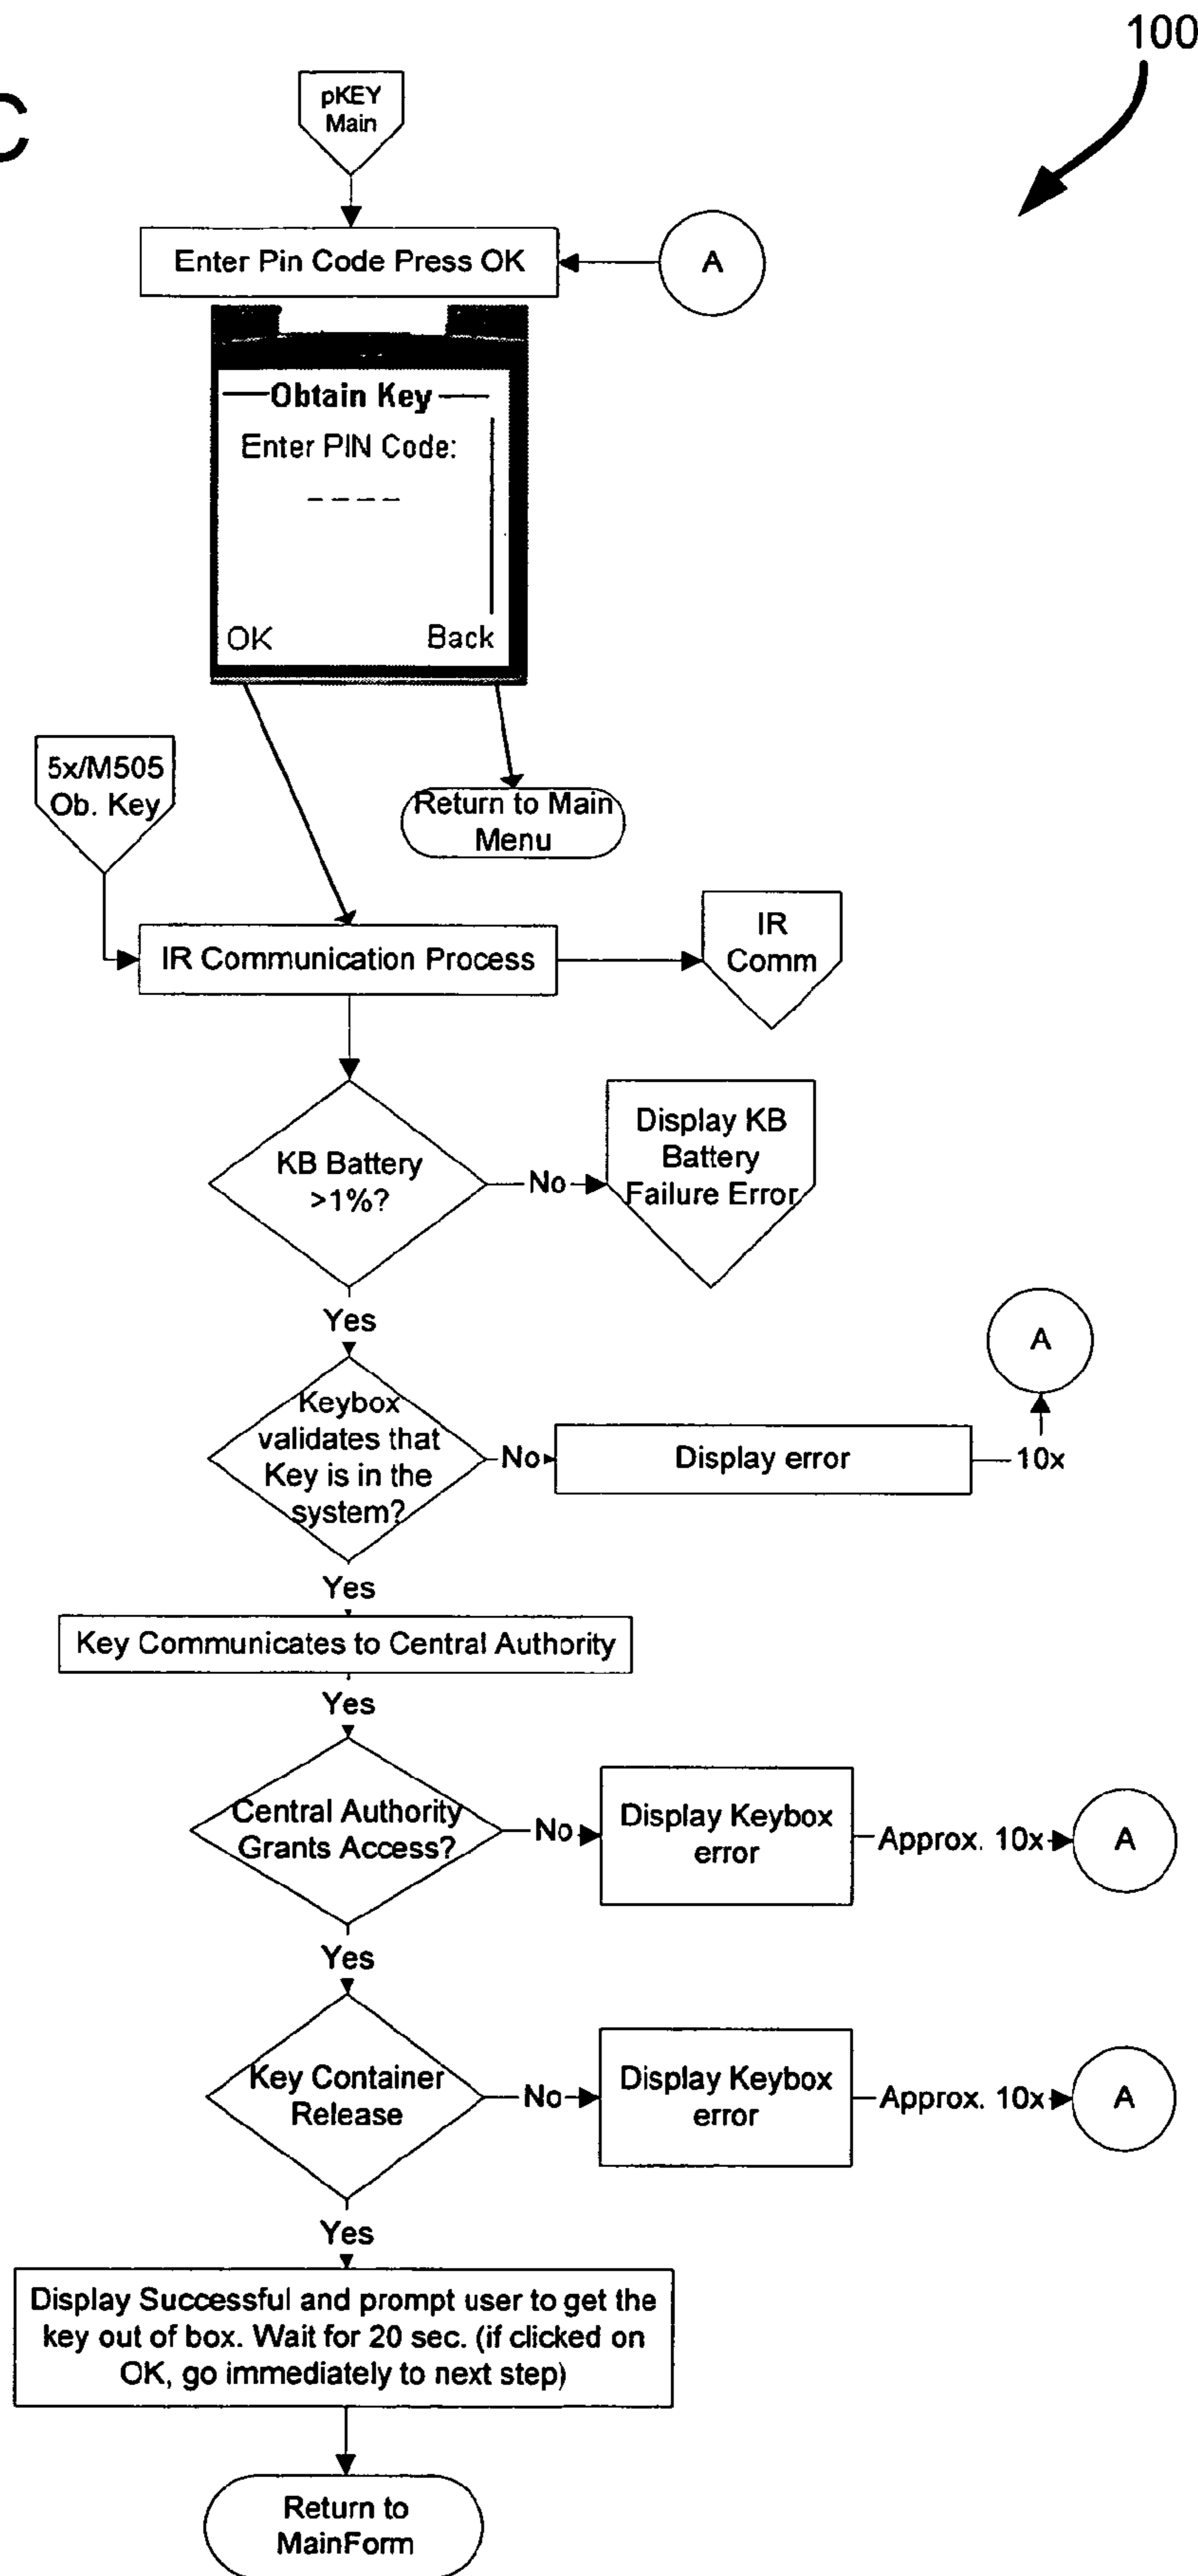 100
C
pKEY
Main
Enter Pin Code Press OK
A
Obtain Key
Enter PIN Code:
_ _ _ _
OK
Back
5x/M505
Ob. Key
Return to Main
Menu
IR Communication Process
IR
Comm
KB Battery
>1%?
No
Display KB
Battery
Failure Error
Yes
A
Keybox
validates that
Key is in the
system?
No
Display error
10x
Yes
Key Communicates to Central Authority
Yes
Central Authority
Grants Access?
No
Display Keybox
error
Approx. 10x
A
Yes
Key Container
Release
No
Display Keybox
error
Approx. 10x
A
Yes
Display Successful and prompt user to get the
key out of box. Wait for 20 sec. (if clicked on
OK, go immediately to next step)
Return to
MainForm